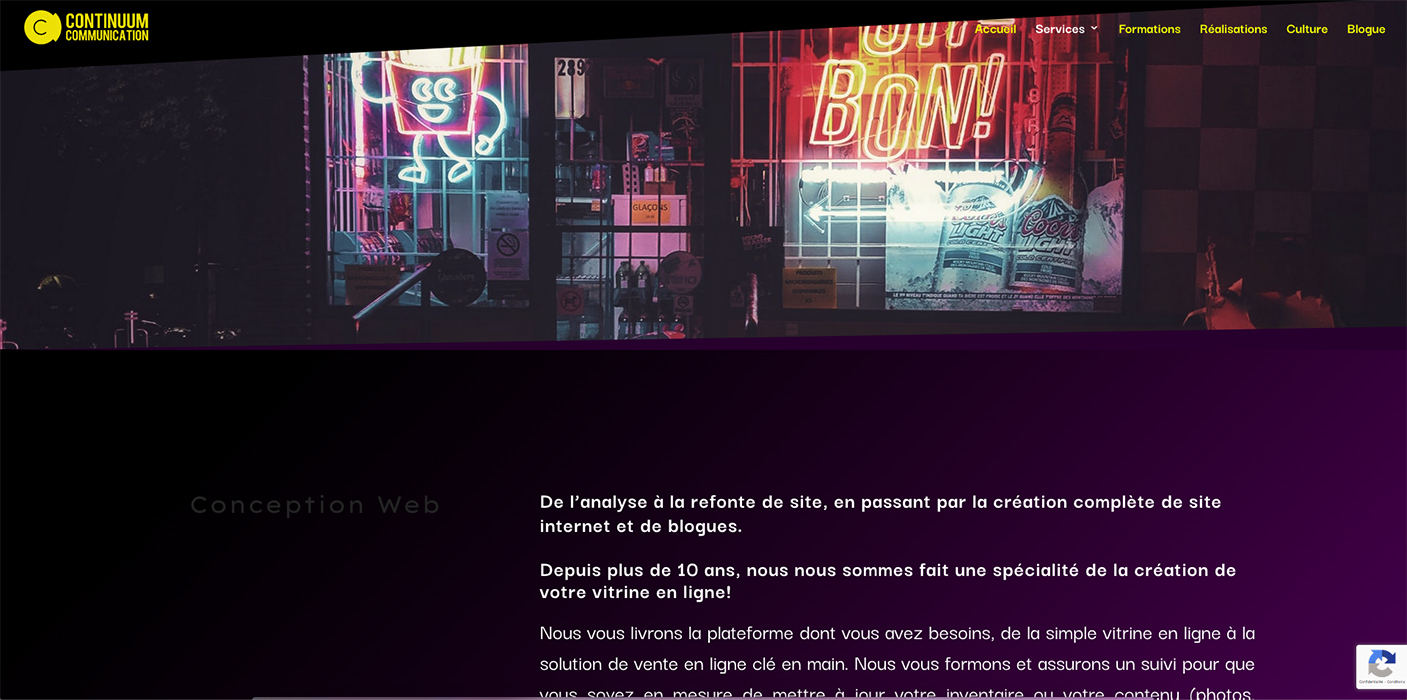 CONTINUUM
COMMUNICATION
Accueil Services Formations Réalisations Culture Blogue
289
BON!
GLAÇONS
Coors
LIGHT
Coors
LIGHT
Conception Web
De l'analyse à la refonte de site, en passant par la création complète de site
internet et de blogues.
Depuis plus de 10 ans, nous nous sommes fait une spécialité de la création de
votre vitrine en ligne!
Nous vous livrons la plateforme dont vous avez besoins, de la simple vitrine en ligne à la
solution de vente en ligne clé en main. Nous vous formons et assurons un suivi pour que
vous soyez en mesure de mettre à jour votre inventaire ou votre contenu (photos,
Confidentialité - Conditions